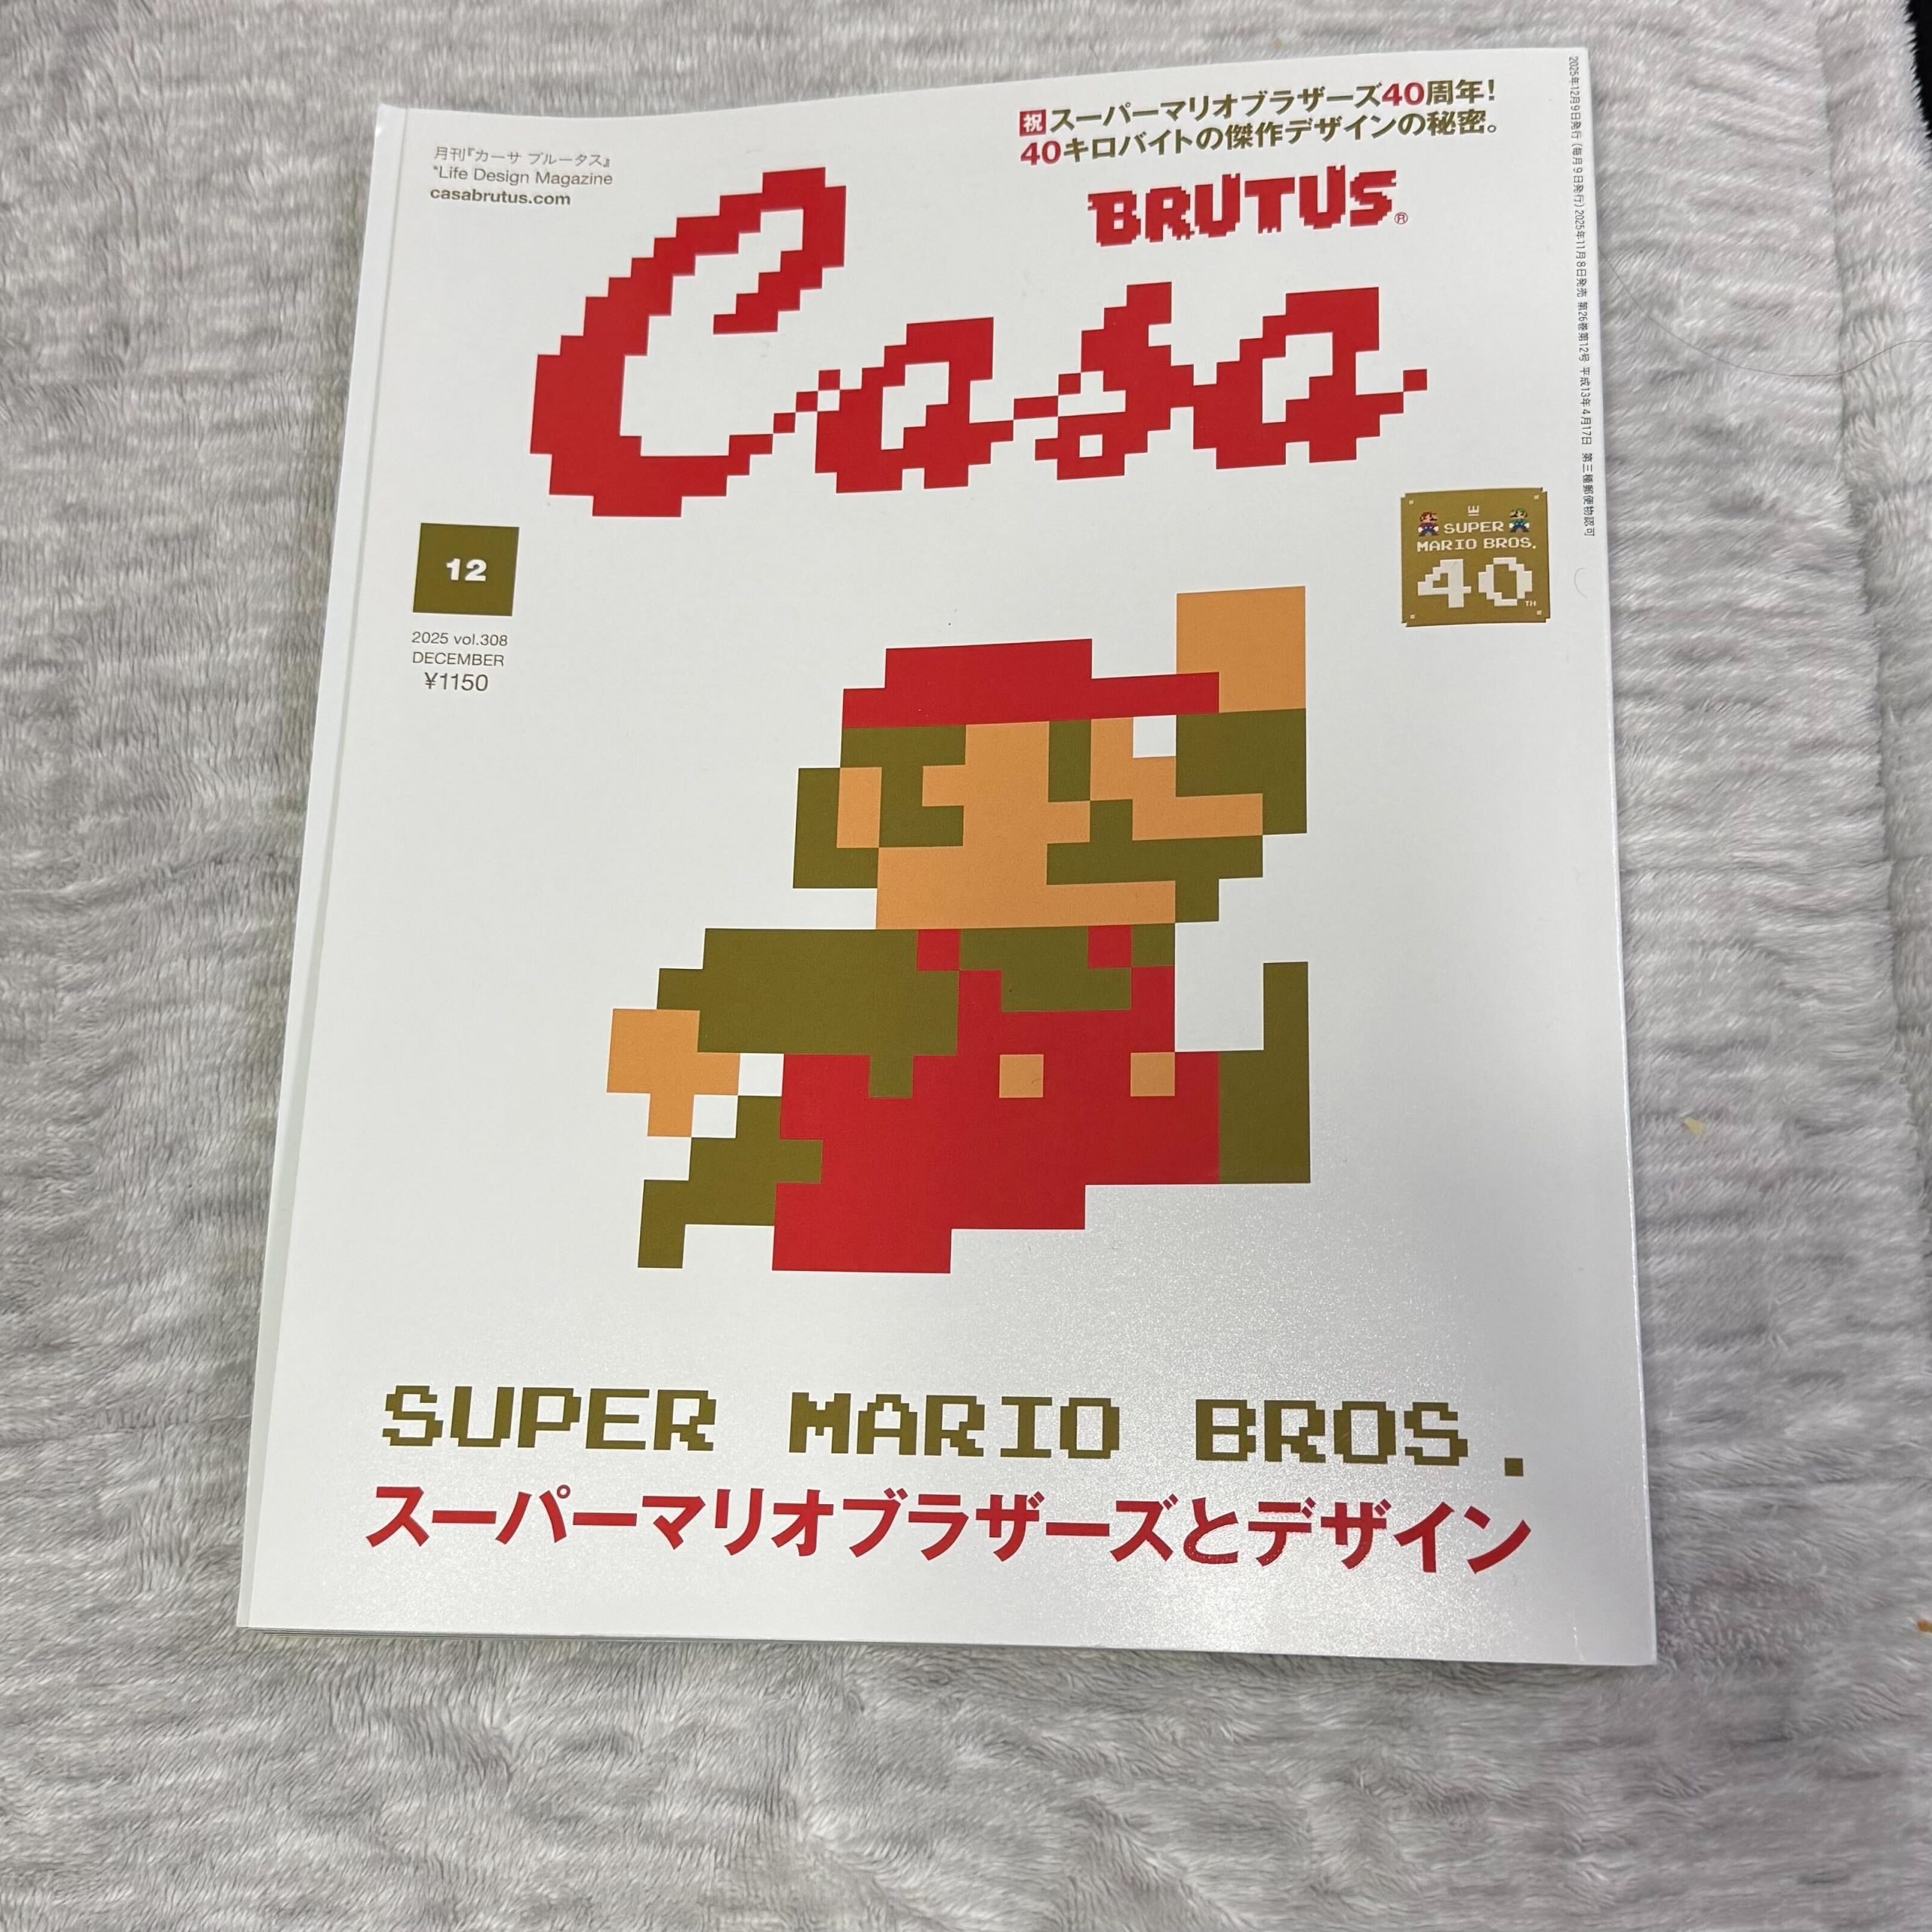 祝スーパーマリオブラザーズ40周年!
40キロバイトの傑作デザインの秘密。
月刊『カーサ ブルータス』
*Life Design Magazine
casabrutus.com
BRUTUS®
Casa
12
2025 vol.308
DECEMBER
¥1150
SUPER
MARIO BROS.
40TH
SUPER MARIO BROS.
スーパーマリオブラザーズとデザイン
2025年12月9日発行(毎月9日発行)2025年11月8日発売 第26巻第12号 平成13年4月17日 第三種郵便物認可